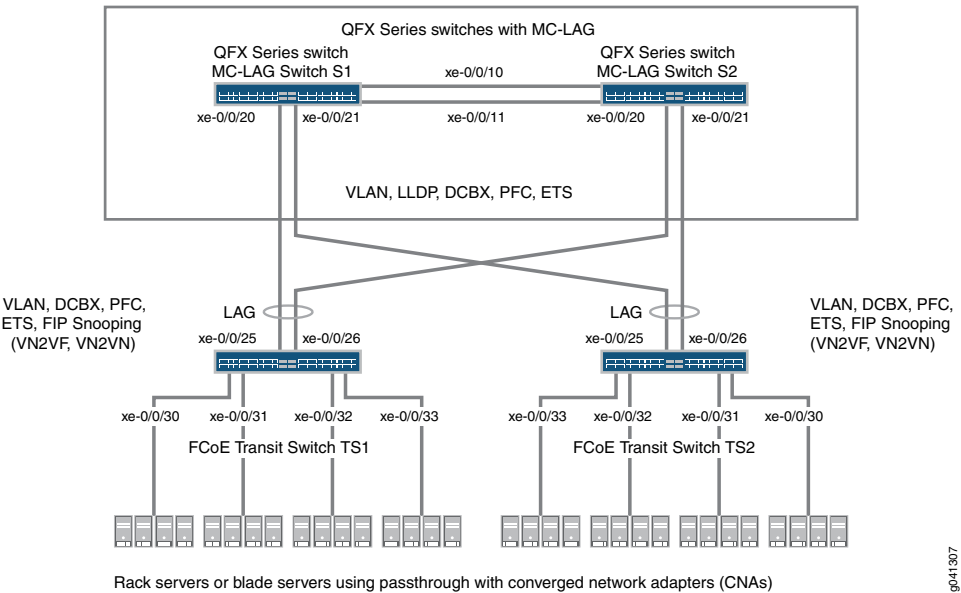 QFX Series switches with MC-LAG
QFX Series switch
MC-LAG Switch S1
QFX Series switch
MC-LAG Switch S2
xe-0/0/10
xe-0/0/20
xe-0/0/21
xe-0/0/11
xe-0/0/20
xe-0/0/21
VLAN, LLDP, DCBX, PFC, ETS
VLAN, DCBX, PFC,
ETS, FIP Snooping
(VN2VF, VN2VN)
LAG
LAG
VLAN, DCBX, PFC,
ETS, FIP Snooping
(VN2VF, VN2VN)
xe-0/0/25
xe-0/0/26
xe-0/0/25
xe-0/0/26
xe-0/0/30
xe-0/0/31
xe-0/0/32
xe-0/0/33
xe-0/0/33
xe-0/0/32
xe-0/0/31
xe-0/0/30
FCoE Transit Switch TS1
FCoE Transit Switch TS2
Rack servers or blade servers using passthrough with converged network adapters (CNAs)
g041307